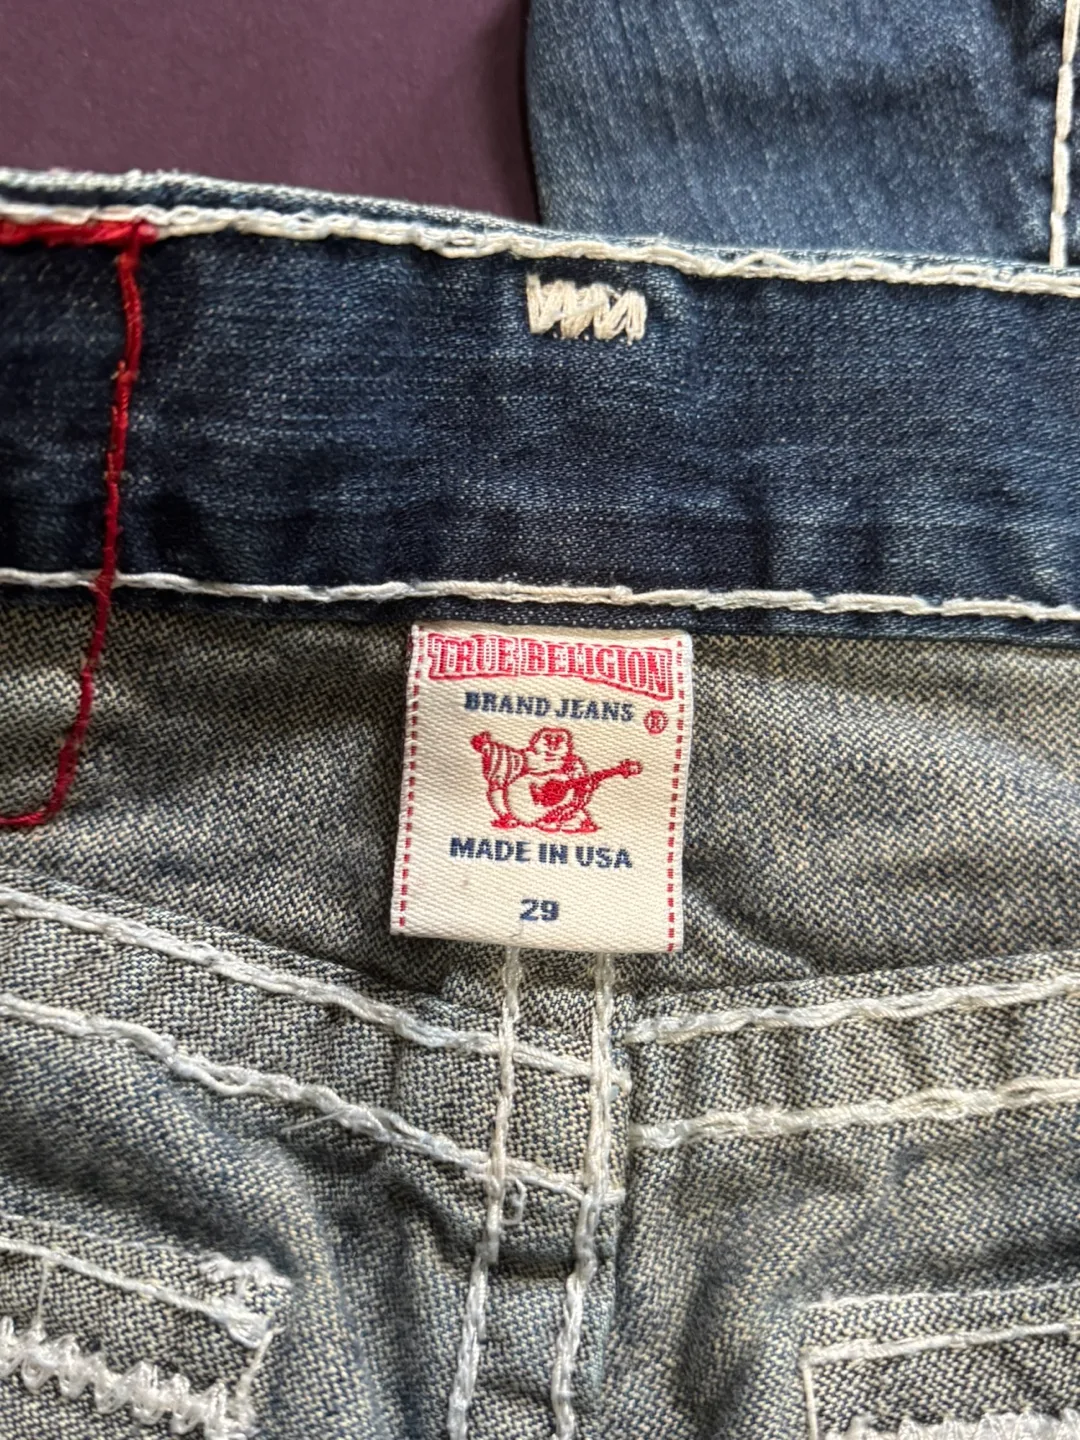 TRUE RELIGION
BRAND JEANS ®
MADE IN USA
29